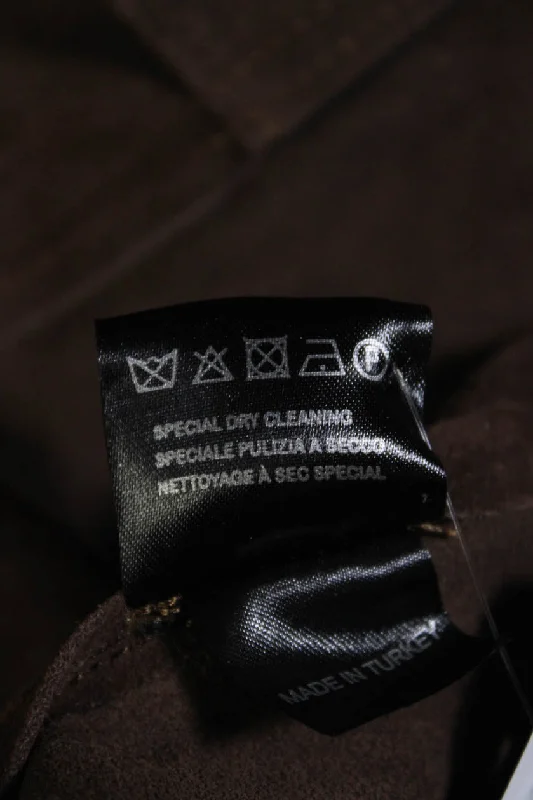 P
SPECIAL DRY CLEANING
SPECIALE PULIZIA A SECCO
NETTOYAGE À SEC SPECIAL
MADE IN TURKEY